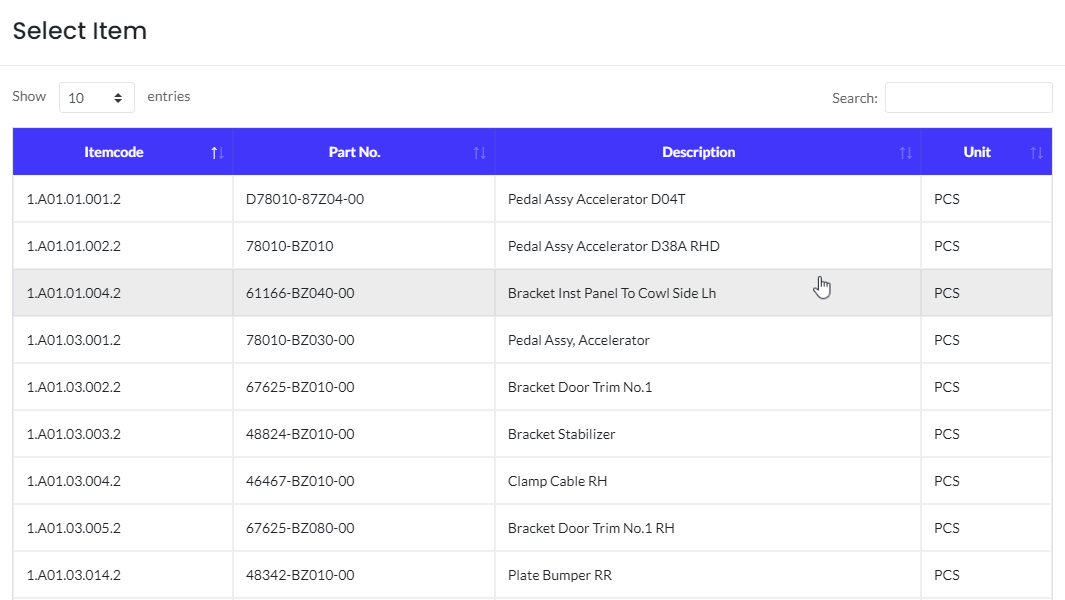 Select Item
Show 10 entries Search:
Itemcode Part No. Description Unit
1.A01.01.001.2 D78010-87Z04-00 Pedal Assy Accelerator D04T PCS
1.A01.01.002.2 78010-BZ010 Pedal Assy Accelerator D38A RHD PCS
1.A01.01.004.2 61166-BZ040-00 Bracket Inst Panel To Cowl Side Lh PCS
1.A01.03.001.2 78010-BZ030-00 Pedal Assy, Accelerator PCS
1.A01.03.002.2 67625-BZ010-00 Bracket Door Trim No.1 PCS
1.A01.03.003.2 48824-BZ010-00 Bracket Stabilizer PCS
1.A01.03.004.2 46467-BZ010-00 Clamp Cable RH PCS
1.A01.03.005.2 67625-BZ080-00 Bracket Door Trim No.1 RH PCS
1.A01.03.014.2 48342-BZ010-00 Plate Bumper RR PCS